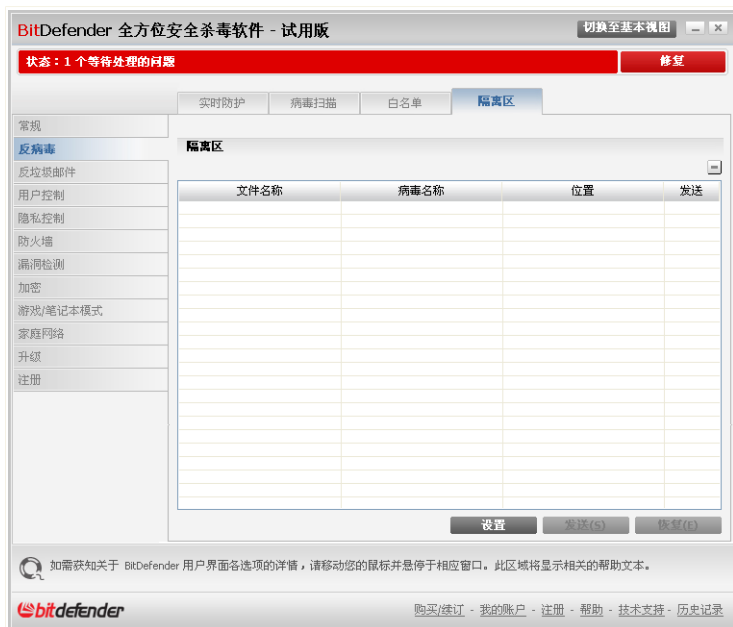 BitDefender 全方位安全杀毒软件 - 试用版
切换至基本视图
状态：1 个等待处理的问题
修复
实时防护
病毒扫描
白名单
隔离区
常规
反病毒
反垃圾邮件
用户控制
隐私控制
防火墙
漏洞检测
加密
游戏/笔记本模式
家庭网络
升级
注册
隔离区
文件名称
病毒名称
位置
发送
设置
发送(S)
恢复(E)
如需获知关于 BitDefender 用户界面各选项的详情，请移动您的鼠标并悬停于相应窗口。此区域将显示相关的帮助文本。
bitdefender
购买/续订 - 我的账户 - 注册 - 帮助 - 技术支持 - 历史记录